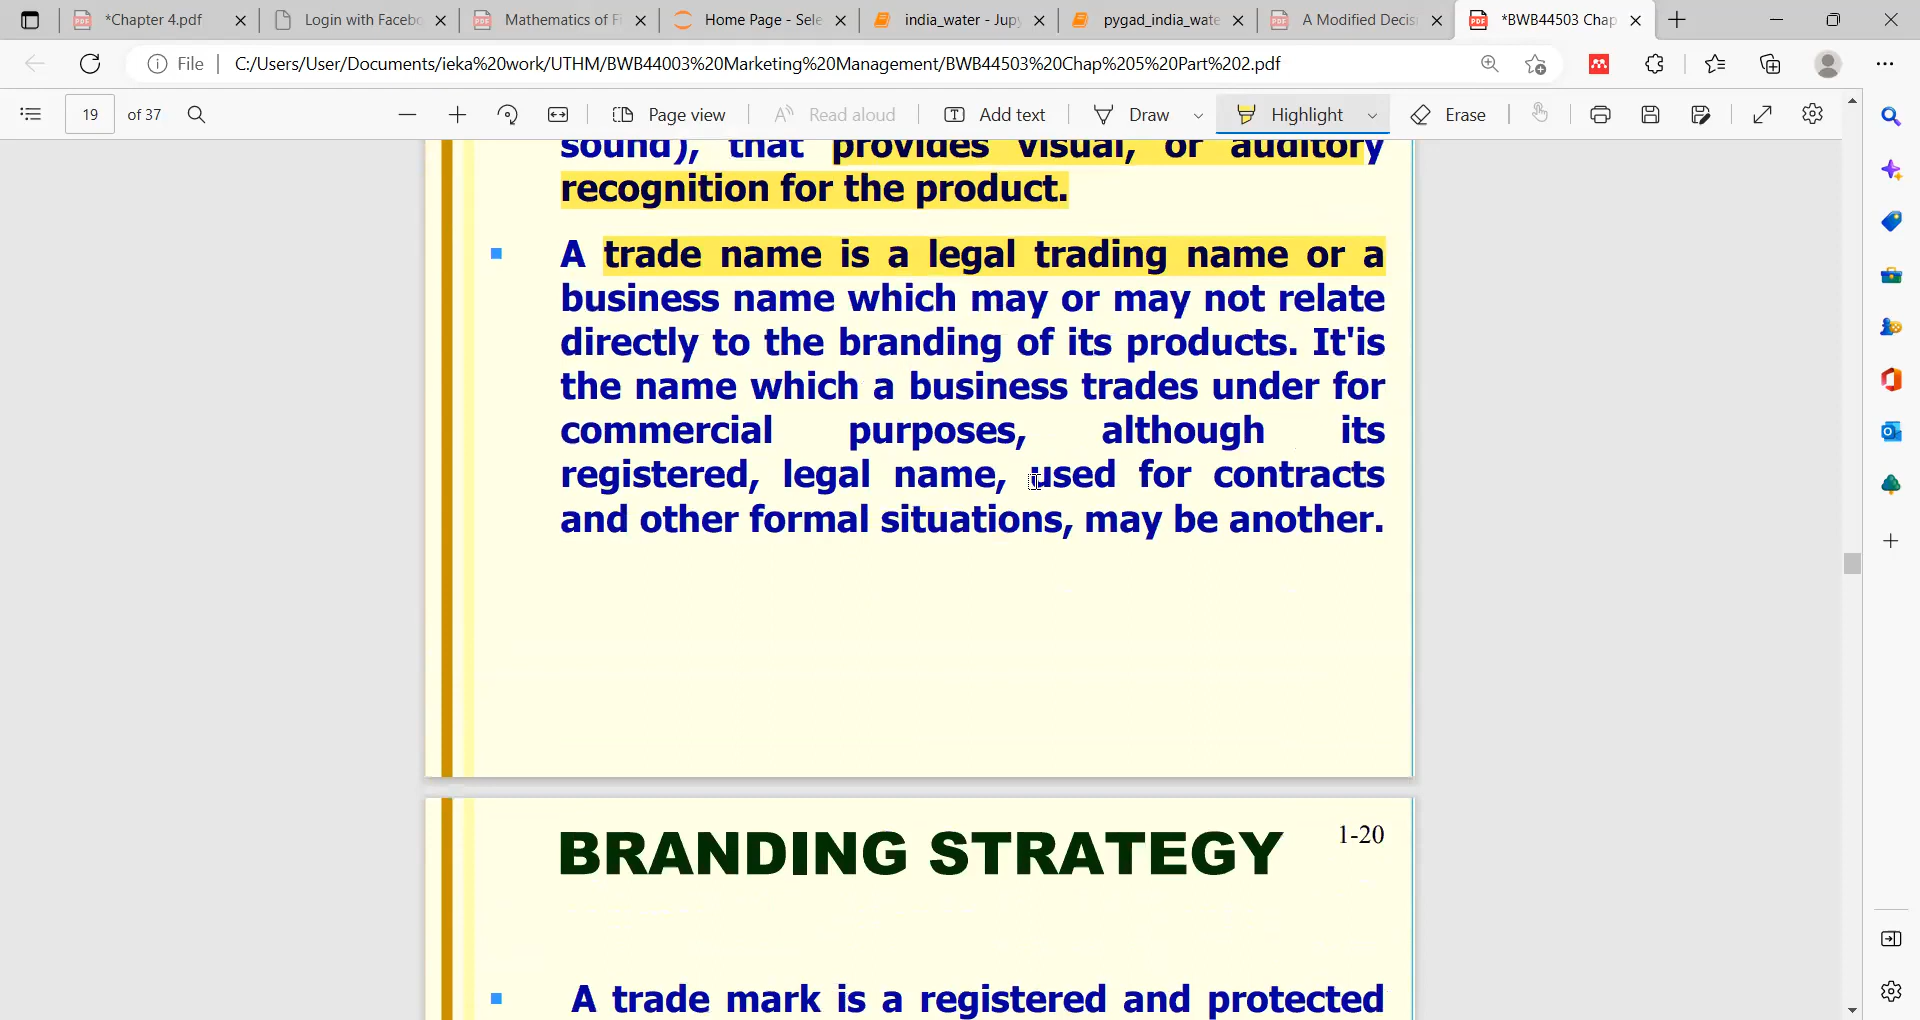 *Chapter 4.pdf
Login with Facebo
Mathematics of Fi
Home Page - Sele
india_water - Jupy
pygad_india_wate
A Modified Decis
*BWB44503 Chap
File
C:/Users/User/Documents/ieka%20work/UTHM/BWB44003%20Marketing%20Management/BWB44503%20Chap%205%20Part%202.pdf
19 of 37
Page view
Read aloud
Add text
Draw
Highlight
Erase
sound), that provides visual, or auditory
recognition for the product.
A trade name is a legal trading name or a
business name which may or may not relate
directly to the branding of its products. It'is
the name which a business trades under for
commercial purposes, although its
registered, legal name, used for contracts
and other formal situations, may be another.
BRANDING STRATEGY
1-20
A trade mark is a registered and protected